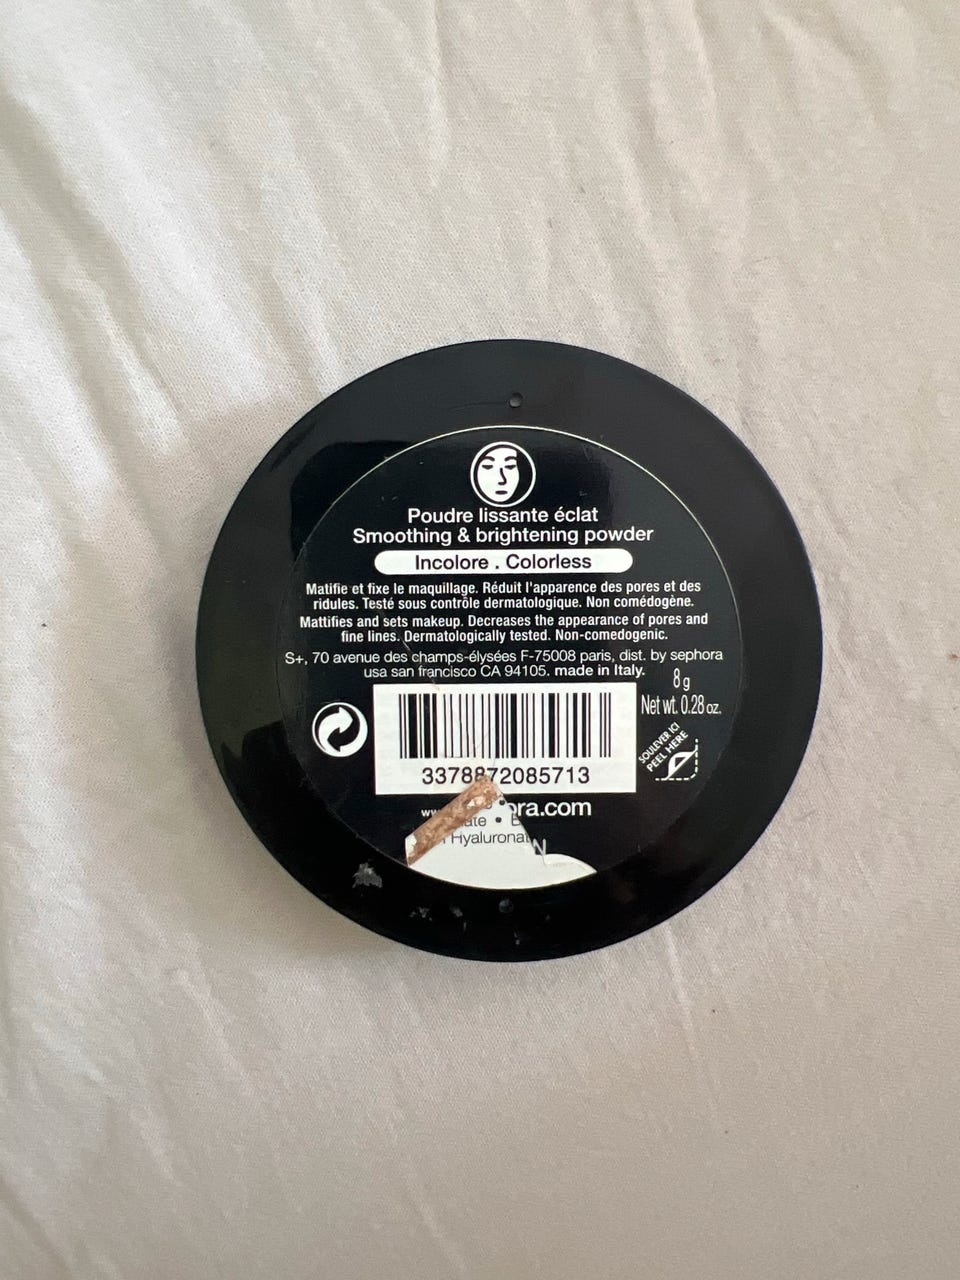 Poudre lissante éclat
Smoothing & brightening powder
Incolore . Colorless
Matifie et fixe le maquillage. Réduit l'apparence des pores et des
ridules. Testé sous contrôle dermatologique. Non comédogène.
Mattifies and sets makeup. Decreases the appearance of pores and
fine lines. Dermatologically tested. Non-comedogenic.
S+, 70 avenue des champs-élysées F-75008 paris, dist. by sephora
usa san francisco CA 94105. made in Italy.
8 g
Net wt. 0.28 oz.
SOULEVER ICI
PEEL HERE
3378872085713
ora.com